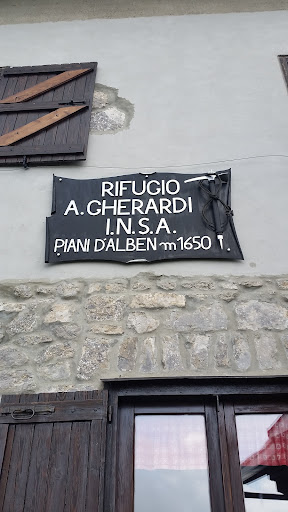 RIFUGIO
A. GHERARDI
I.N.S.A.
PIANI D'ALBEN m 1650